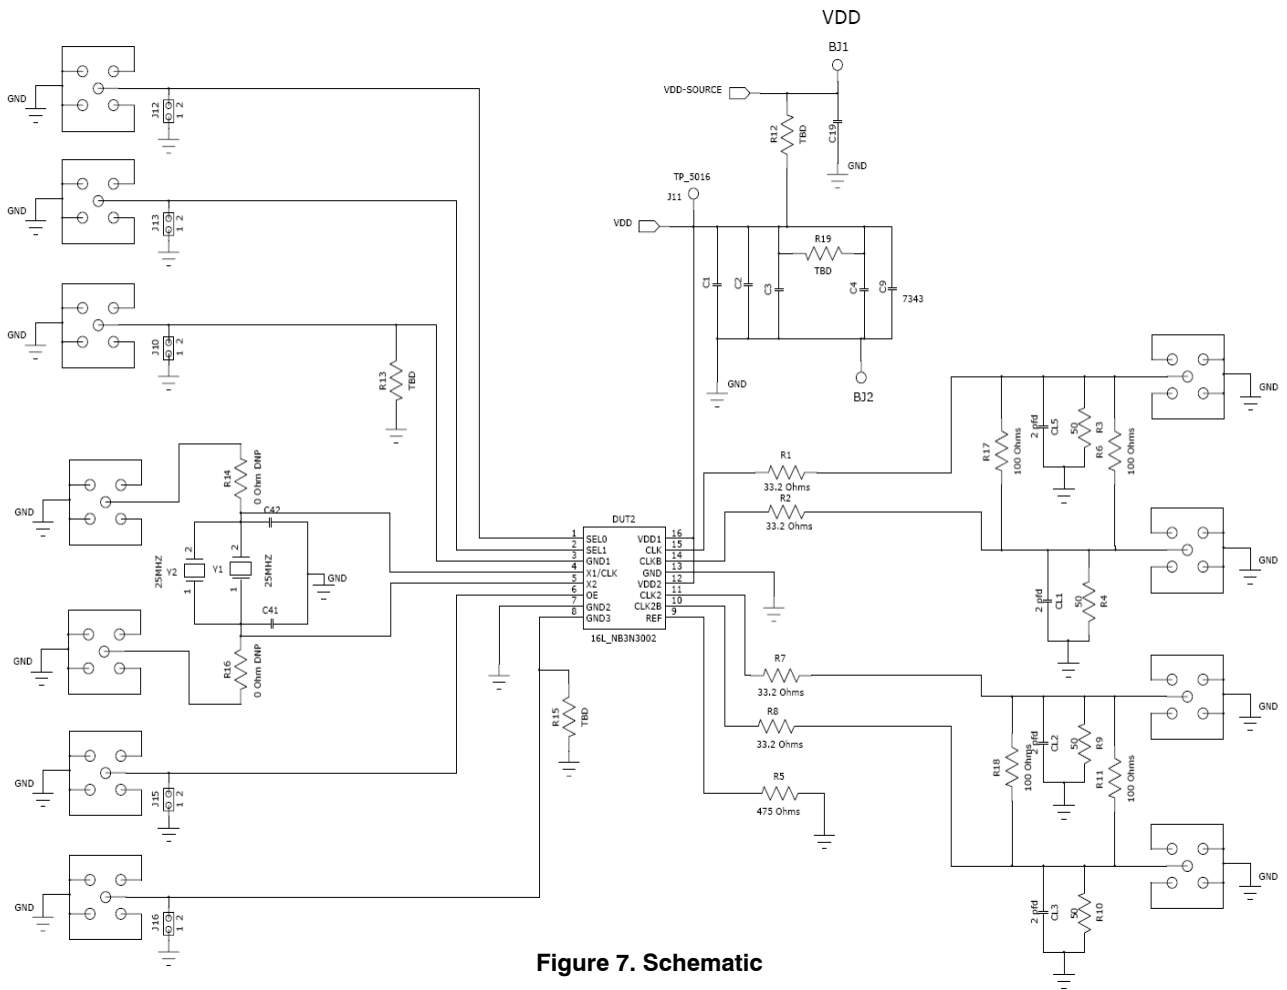 VDD
BJ1
VDD-SOURCE
R12
TBD
C19
GND
TP_5016
J11
VDD
R19
TBD
C1
C2
C3
C4
C9
7343
GND
BJ2
GND
J12
1 2
GND
J13
1 2
GND
J10
1 2
R13
TBD
GND
R14
0 Ohm DNP
C42
25MHZ
Y2
2
1
Y1
2
1
25MHZ
GND
C41
R16
0 Ohm DNP
GND
GND
J15
1 2
GND
J16
1 2
R15
TBD
DUT2
1 SEL0 VDD1 16
2 SEL1 CLK 15
3 GND1 CLKB 14
4 X1/CLK GND 13
5 X2 VDD2 12
6 OE CLK2 11
7 GND2 CLK2B 10
8 GND3 REF 9
16L_NB3N3002
R1
33.2 Ohms
R2
33.2 Ohms
R7
33.2 Ohms
R8
33.2 Ohms
R5
475 Ohms
R17
100 Ohms
2 pfd
CL5
50
R3
R6
100 Ohms
GND
2 pfd
CL1
50
R4
GND
R18
100 Ohms
2 pfd
CL2
50
R9
R11
100 Ohms
GND
2 pfd
CL3
50
R10
GND
Figure 7. Schematic